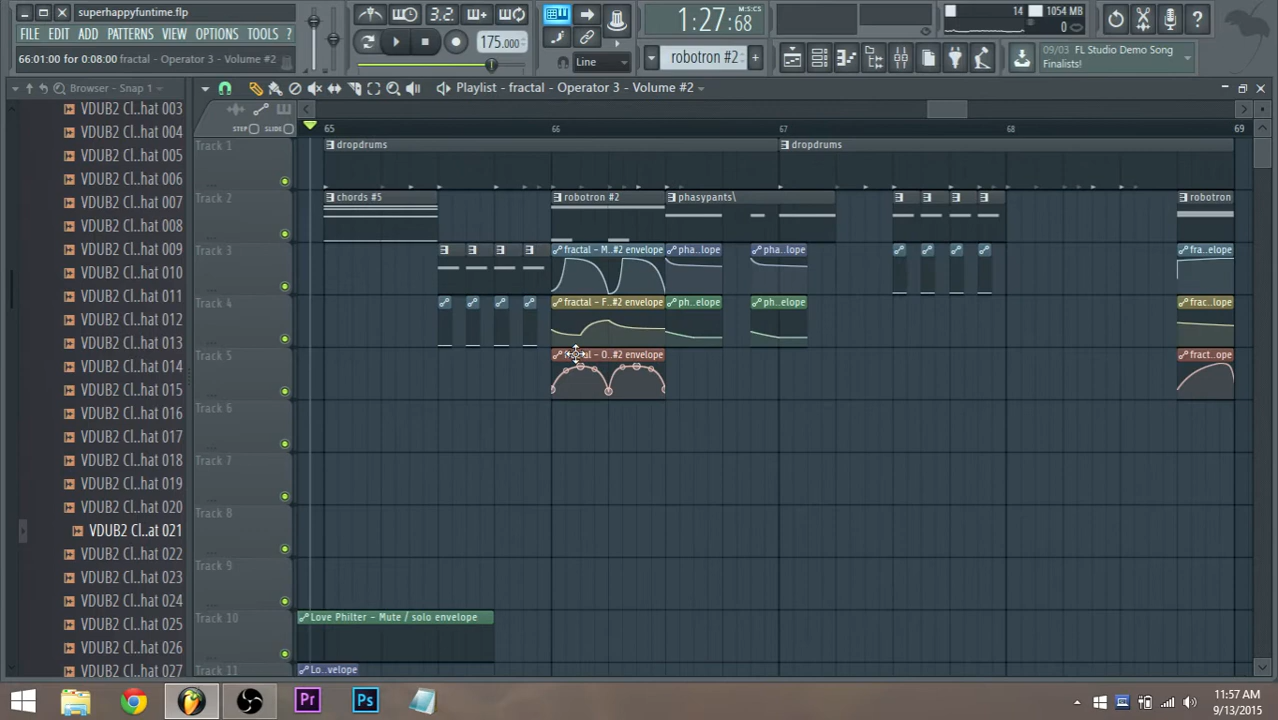 superhappyfuntime.flp
FILE EDIT ADD PATTERNS VIEW OPTIONS TOOLS ?
66:01:00 for 0:08:00 fractal - Operator 3 - Volume #2
3.2..
175.000
1:27:68
M:S:CS
Line
robotron #2
14
1054 MB
0
09/03 FL Studio Demo Song
Finalists!
Browser - Snap 1
VDUB2 Cl..hat 003
VDUB2 Cl..hat 004
VDUB2 Cl..hat 005
VDUB2 Cl..hat 006
VDUB2 Cl..hat 007
VDUB2 Cl..hat 008
VDUB2 Cl..hat 009
VDUB2 Cl..hat 010
VDUB2 Cl..hat 011
VDUB2 Cl..hat 012
VDUB2 Cl..hat 013
VDUB2 Cl..hat 014
VDUB2 Cl..hat 015
VDUB2 Cl..hat 016
VDUB2 Cl..hat 017
VDUB2 Cl..hat 018
VDUB2 Cl..hat 019
VDUB2 Cl..hat 020
VDUB2 Cl..at 021
VDUB2 Cl..hat 022
VDUB2 Cl..hat 023
VDUB2 Cl..hat 024
VDUB2 Cl..hat 025
VDUB2 Cl..hat 026
VDUB2 Cl..hat 027
Playlist - fractal - Operator 3 - Volume #2
STEP SLIDE
65 66 67 68 69
Track 1
dropdrums dropdrums
Track 2
chords #5 robotron #2 phasypants\ robotron
Track 3
fractal - M..#2 envelope pha..lope pha..lope fra..elope
Track 4
fractal - F..#2 envelope ph..elope ph..elope frac..lope
Track 5
fractal - O..#2 envelope fract..ope
Track 6
Track 7
Track 8
Track 9
Track 10
Love Philter - Mute / solo envelope
Track 11
Lo..velope
Pr
Ps
11:57 AM
9/13/2015